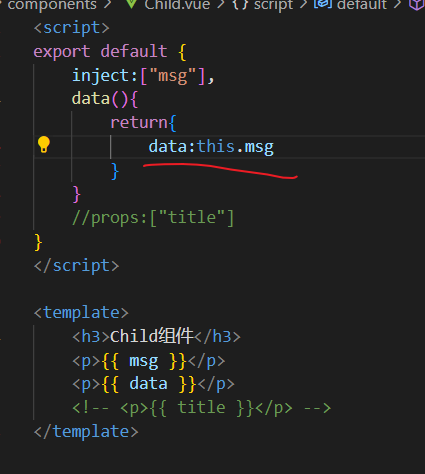 components > Child.vue > {} script > default >
<script>
export default {
    inject:["msg"],
    data(){
        return{
            data:this.msg
        }
    }
    //props:["title"]
}
</script>

<template>
    <h3>Child组件</h3>
    <p>{{ msg }}</p>
    <p>{{ data }}</p>
    <!-- <p>{{ title }}</p> -->
</template>